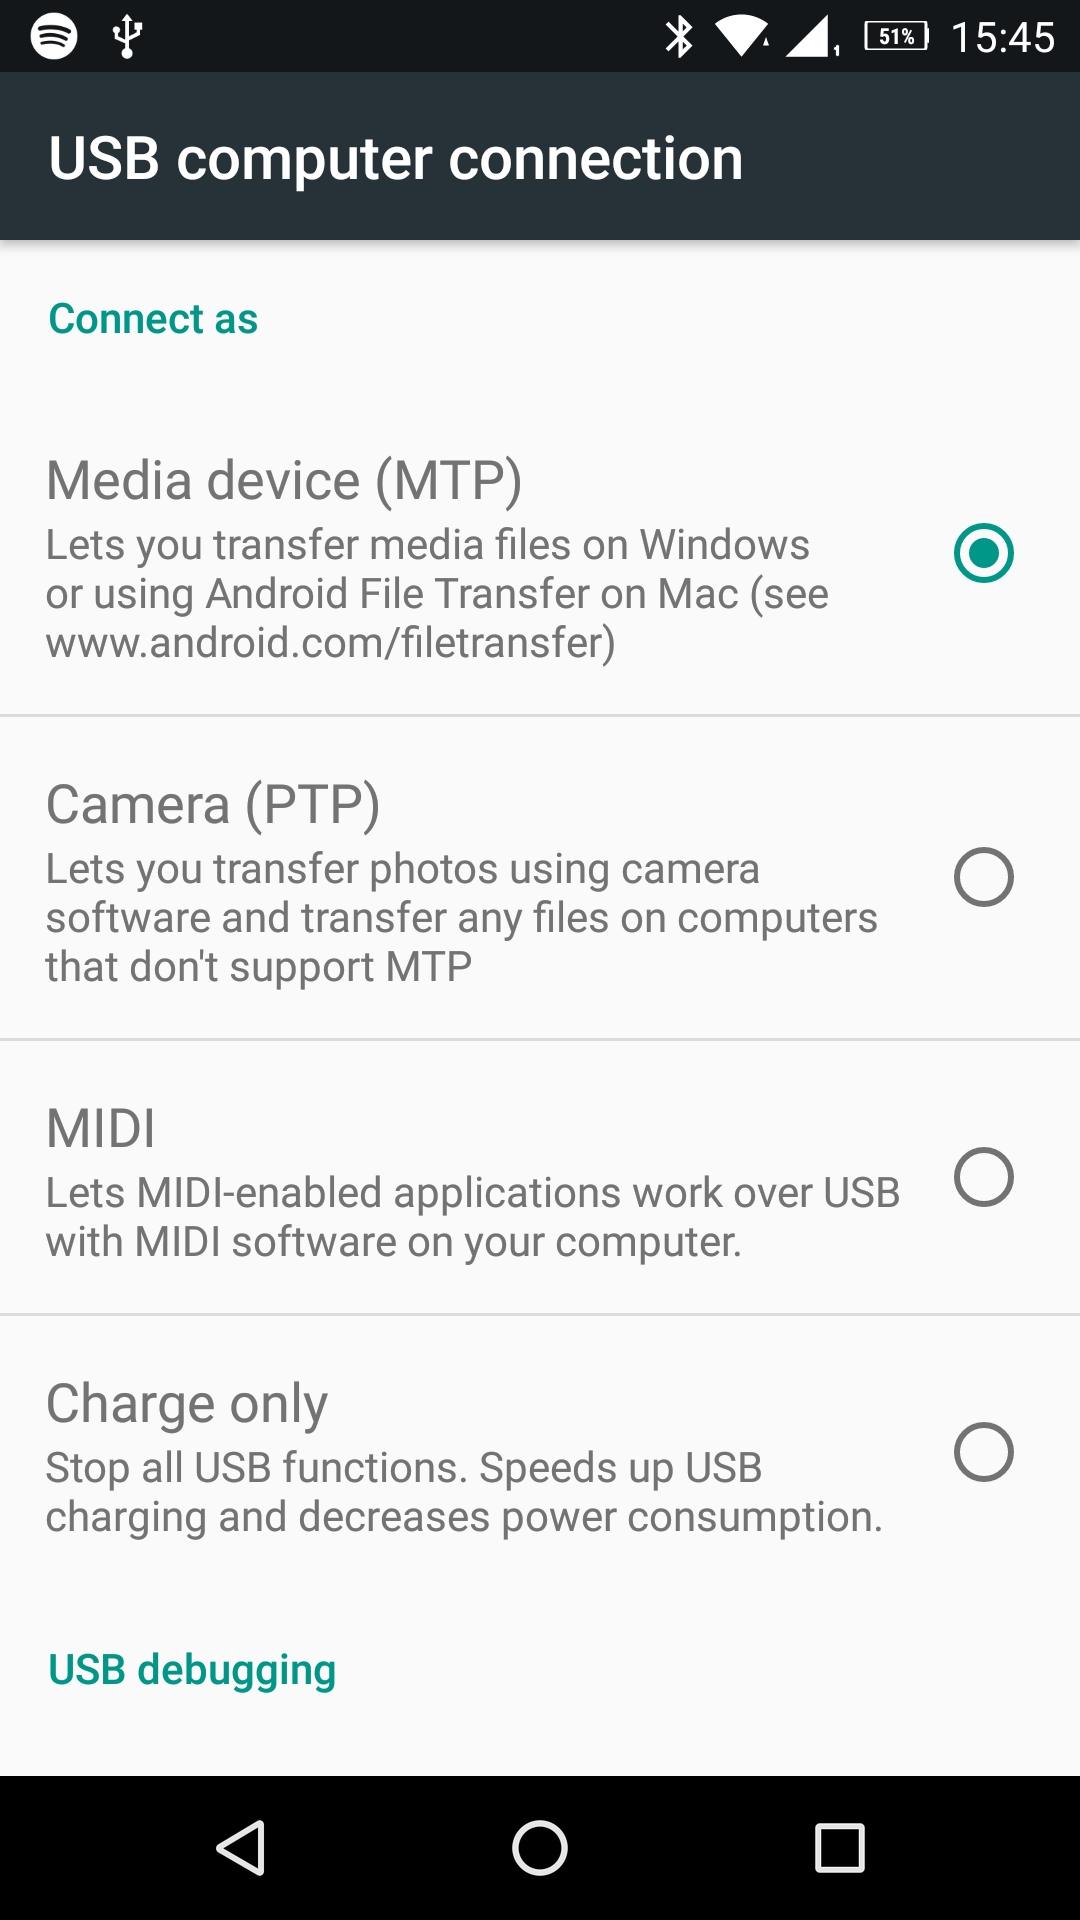 51% 15:45
USB computer connection
Connect as
Media device (MTP)
Lets you transfer media files on Windows
or using Android File Transfer on Mac (see
www.android.com/filetransfer)
Camera (PTP)
Lets you transfer photos using camera
software and transfer any files on computers
that don't support MTP
MIDI
Lets MIDI-enabled applications work over USB
with MIDI software on your computer.
Charge only
Stop all USB functions. Speeds up USB
charging and decreases power consumption.
USB debugging